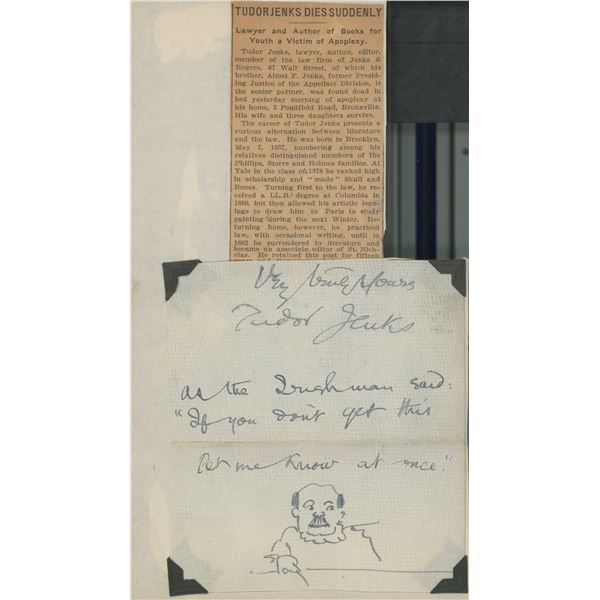 TUDOR JENKS DIES SUDDENLY
Lawyer and Author of Books for
Youth a Victim of Apoplexy.
Tudor Jenks, lawyer, author, editor,
member of the law firm of Jenks &
Rogers, 67 Wall Street, of which his
brother, Almet F. Jenks, former Presid-
ing Justice of the Appellate Division, is
the senior partner, was found dead in
bed yesterday morning of apoplexy at
his home, 3 Pondfield Road, Bronxville.
His wife and three daughters survive.
The career of Tudor Jenks presents a
curious alternation between literature
and the law. He was born in Brooklyn,
May 7, 1857, numbering among his
relatives distinguished members of the
Phillips, Storrs and Holmes families. At
Yale in the class of 1878 he ranked high
in scholarship and "made" Skull and
Bones. Turning first to the law, he re-
ceived a LL.B. degree at Columbia in
1880, but then allowed his artistic lean-
ings to draw him to Paris to study
painting during the next Winter. Re-
turning home, however, he practiced
law, with occasional writing, until in
1882 he surrendered to literature and
became an associate editor of St. Nich-
olas. He retained this post for fifteen
Very truly yours
Tudor Jenks
as the Irishman said:
"If you don't get this
let me know at once."